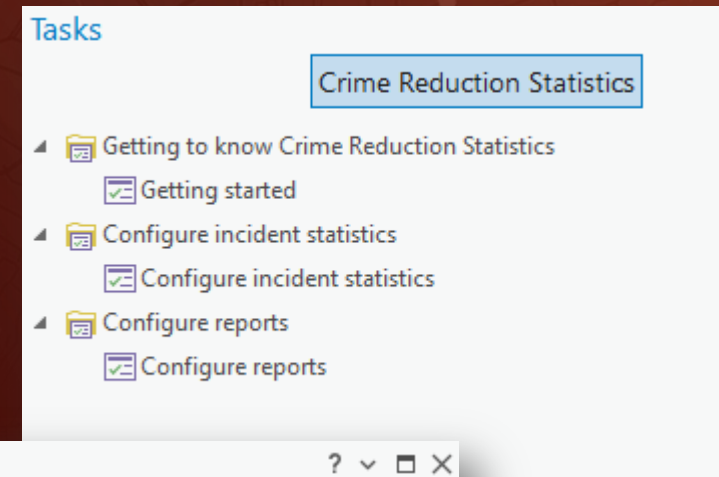 Tasks
Crime Reduction Statistics
Getting to know Crime Reduction Statistics
Getting started
Configure incident statistics
Configure incident statistics
Configure reports
Configure reports
?